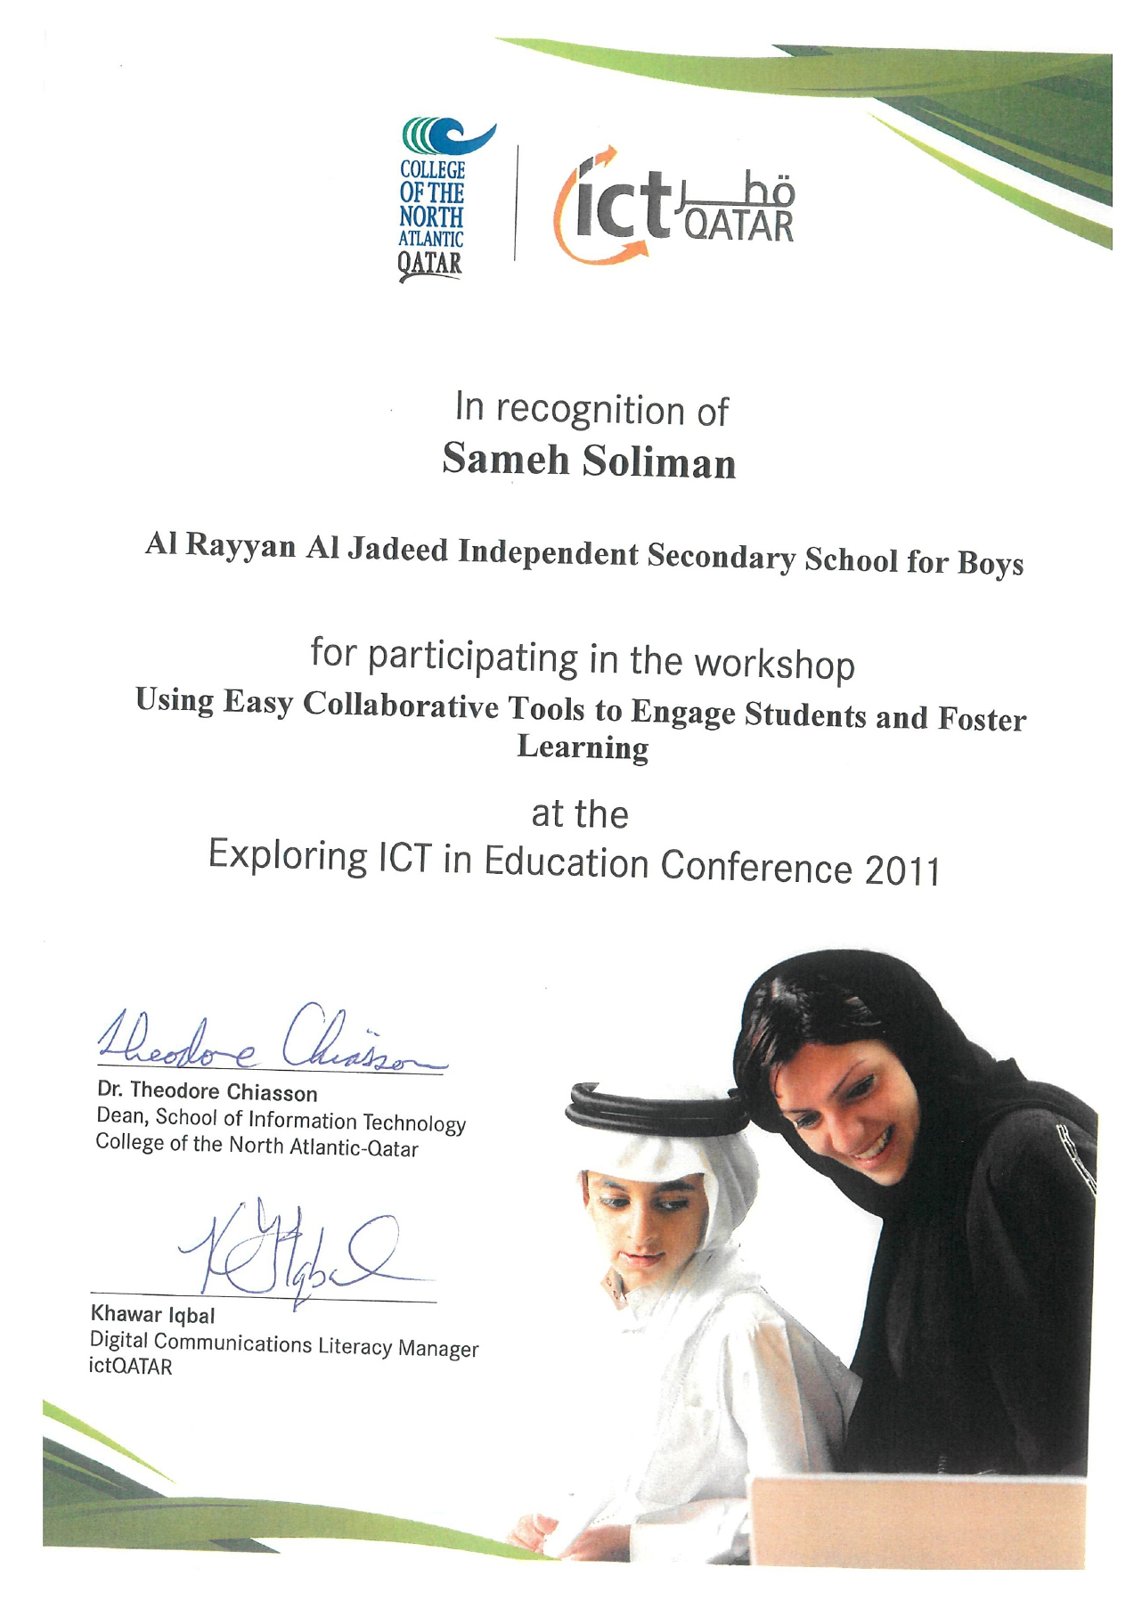 COLLEGE
OF THE
NORTH
ATLANTIC
QATAR
ict قطر
QATAR
In recognition of
Sameh Soliman
Al Rayyan Al Jadeed Independent Secondary School for Boys
for participating in the workshop
Using Easy Collaborative Tools to Engage Students and Foster
Learning
at the
Exploring ICT in Education Conference 2011
Theodore Chiasson
Dr. Theodore Chiasson
Dean, School of Information Technology
College of the North Atlantic-Qatar
K Iqbal
Khawar Iqbal
Digital Communications Literacy Manager
ictQATAR